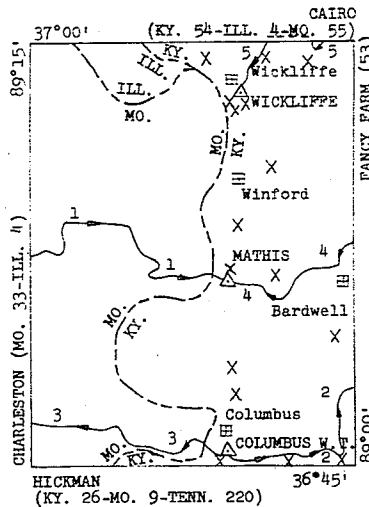 CAIRO
(KY. 54-ILL. 4-MO. 55)
37°00'
89°15'
KY.
ILL.
ILL.
MO.
5
5
Wickliffe
WICKLIFFE
MO.
KY.
FANCY FARM (53)
Winford
CHARLESTON (MO. 33-ILL. 4)
1
MATHIS
1
4
4
Bardwell
MO.
KY.
2
Columbus
3
3
MO.
KY.
COLUMBUS W.T.
2
89°00'
36°45'
HICKMAN
(KY. 26-MO. 9-TENN. 220)